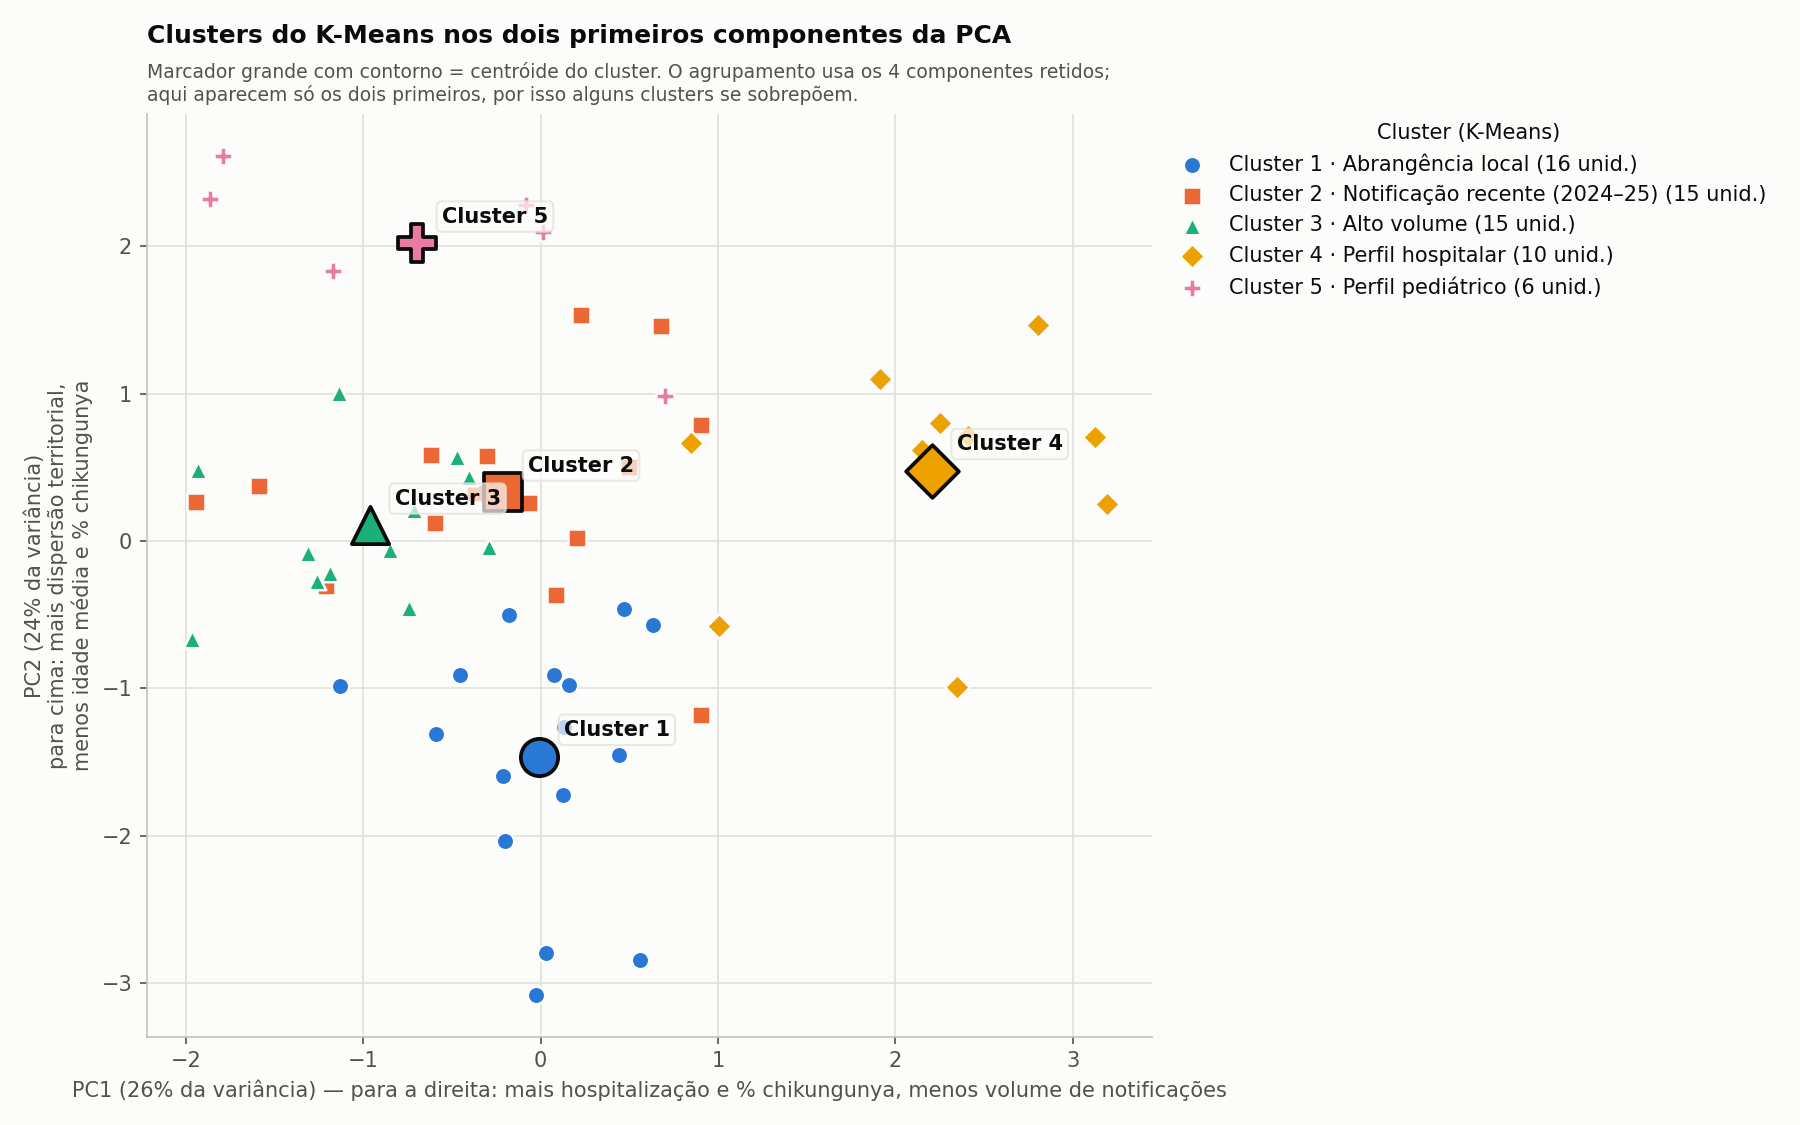 Clusters do K-Means nos dois primeiros componentes da PCA
Marcador grande com contorno = centróide do cluster. O agrupamento usa os 4 componentes retidos;
aqui aparecem só os dois primeiros, por isso alguns clusters se sobrepõem.
Cluster (K-Means)
Cluster 1 · Abrangência local (16 unid.)
Cluster 2 · Notificação recente (2024–25) (15 unid.)
Cluster 3 · Alto volume (15 unid.)
Cluster 4 · Perfil hospitalar (10 unid.)
Cluster 5 · Perfil pediátrico (6 unid.)
Cluster 5
Cluster 4
Cluster 2
Cluster 3
Cluster 1
PC2 (24% da variância)
para cima: mais dispersão territorial,
menos idade média e % chikungunya
2
1
0
−1
−2
−3
−2
−1
0
1
2
3
PC1 (26% da variância) — para a direita: mais hospitalização e % chikungunya, menos volume de notificações